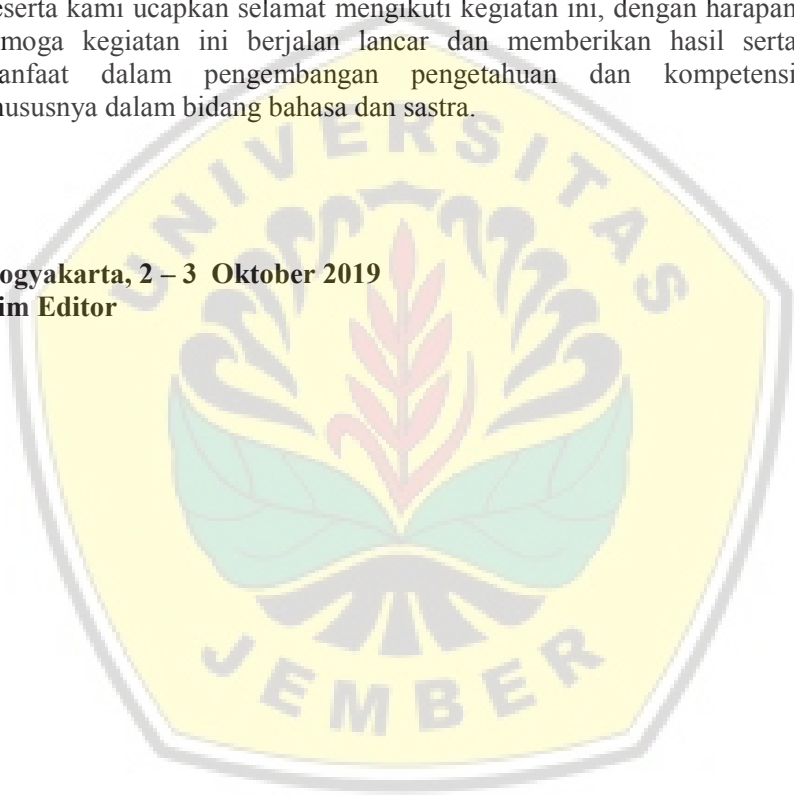 eserta kami ucapkan selamat mengikuti kegiatan ini, dengan harapan
moga kegiatan ini berjalan lancar dan memberikan hasil serta
anfaat dalam pengembangan pengetahuan dan kompetensi
ususnya dalam bidang bahasa dan sastra.
ogyakarta, 2 – 3 Oktober 2019
im Editor
UNIVERSITAS
JEMBER